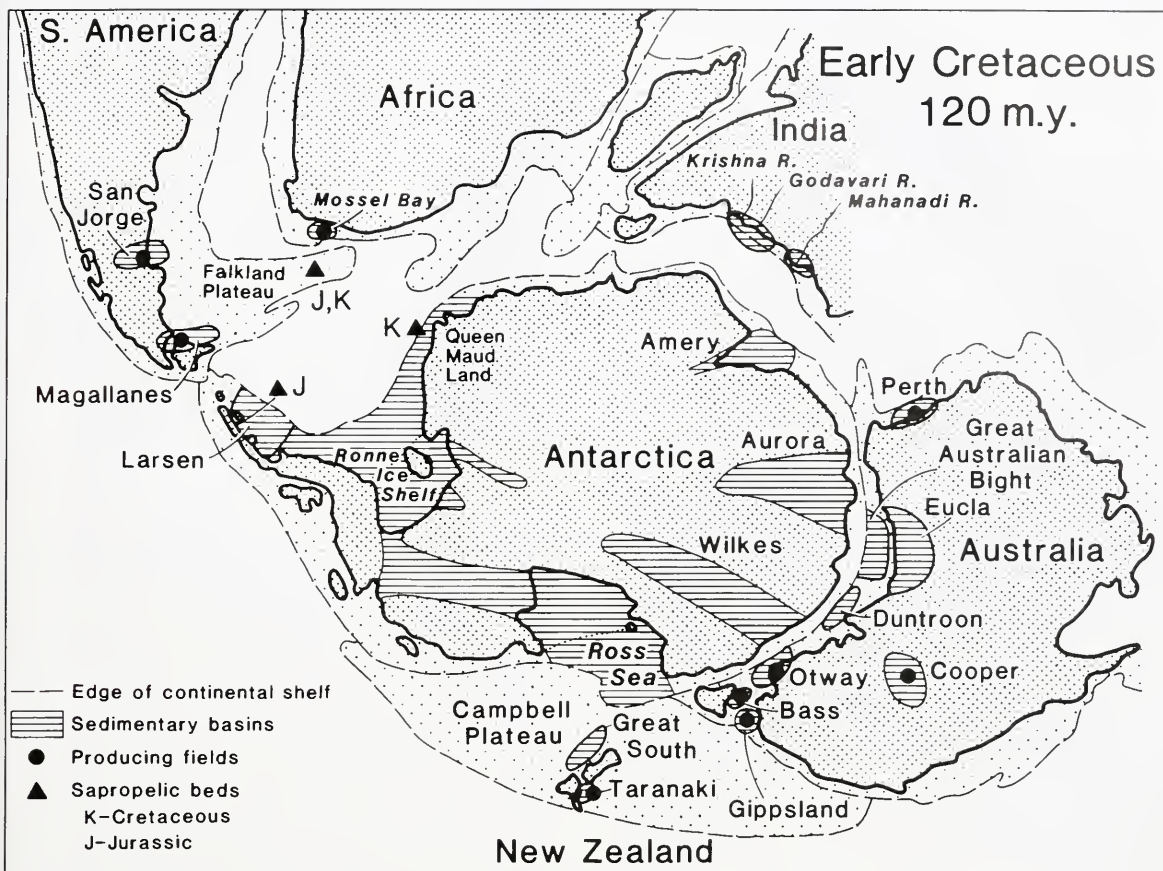 S. America
Africa
Early Cretaceous
120 m.y.
India
Krishna R.
Godavari R.
Mahanadi R.
San
Jorge
Mossel Bay
Falkland
Plateau
J,K
K
Queen
Maud
Land
Amery
Magallanes
J
Perth
Larsen
Ronne
Ice
Shelf
Antarctica
Aurora
Great
Australian
Bight
Eucla
Wilkes
Australia
Duntroon
Ross
Sea
Otway
Cooper
Bass
Campbell
Plateau
Great
South
Taranaki
Gippsland
New Zealand
Edge of continental shelf
Sedimentary basins
Producing fields
Sapropelic beds
K-Cretaceous
J-Jurassic